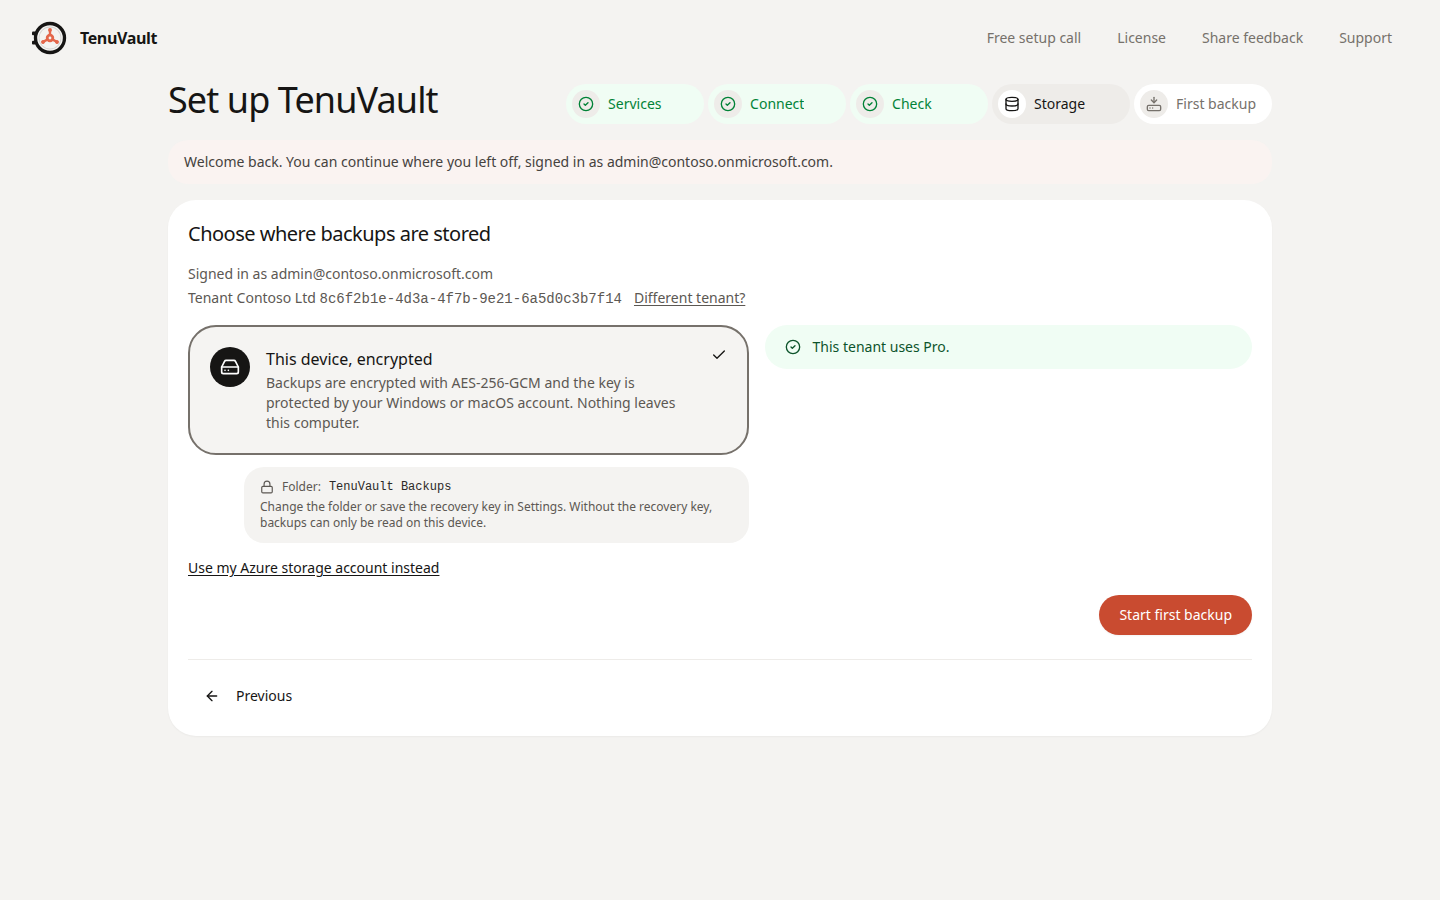 TenuVault
Free setup call
License
Share feedback
Support
Set up TenuVault
Services
Connect
Check
Storage
First backup
Welcome back. You can continue where you left off, signed in as admin@contoso.onmicrosoft.com.
Choose where backups are stored
Signed in as admin@contoso.onmicrosoft.com
Tenant Contoso Ltd 8c6f2b1e-4d3a-4f7b-9e21-6a5d0c3b7f14 Different tenant?
This device, encrypted
Backups are encrypted with AES-256-GCM and the key is
protected by your Windows or macOS account. Nothing leaves
this computer.
This tenant uses Pro.
Folder: TenuVault Backups
Change the folder or save the recovery key in Settings. Without the recovery key,
backups can only be read on this device.
Use my Azure storage account instead
Start first backup
Previous